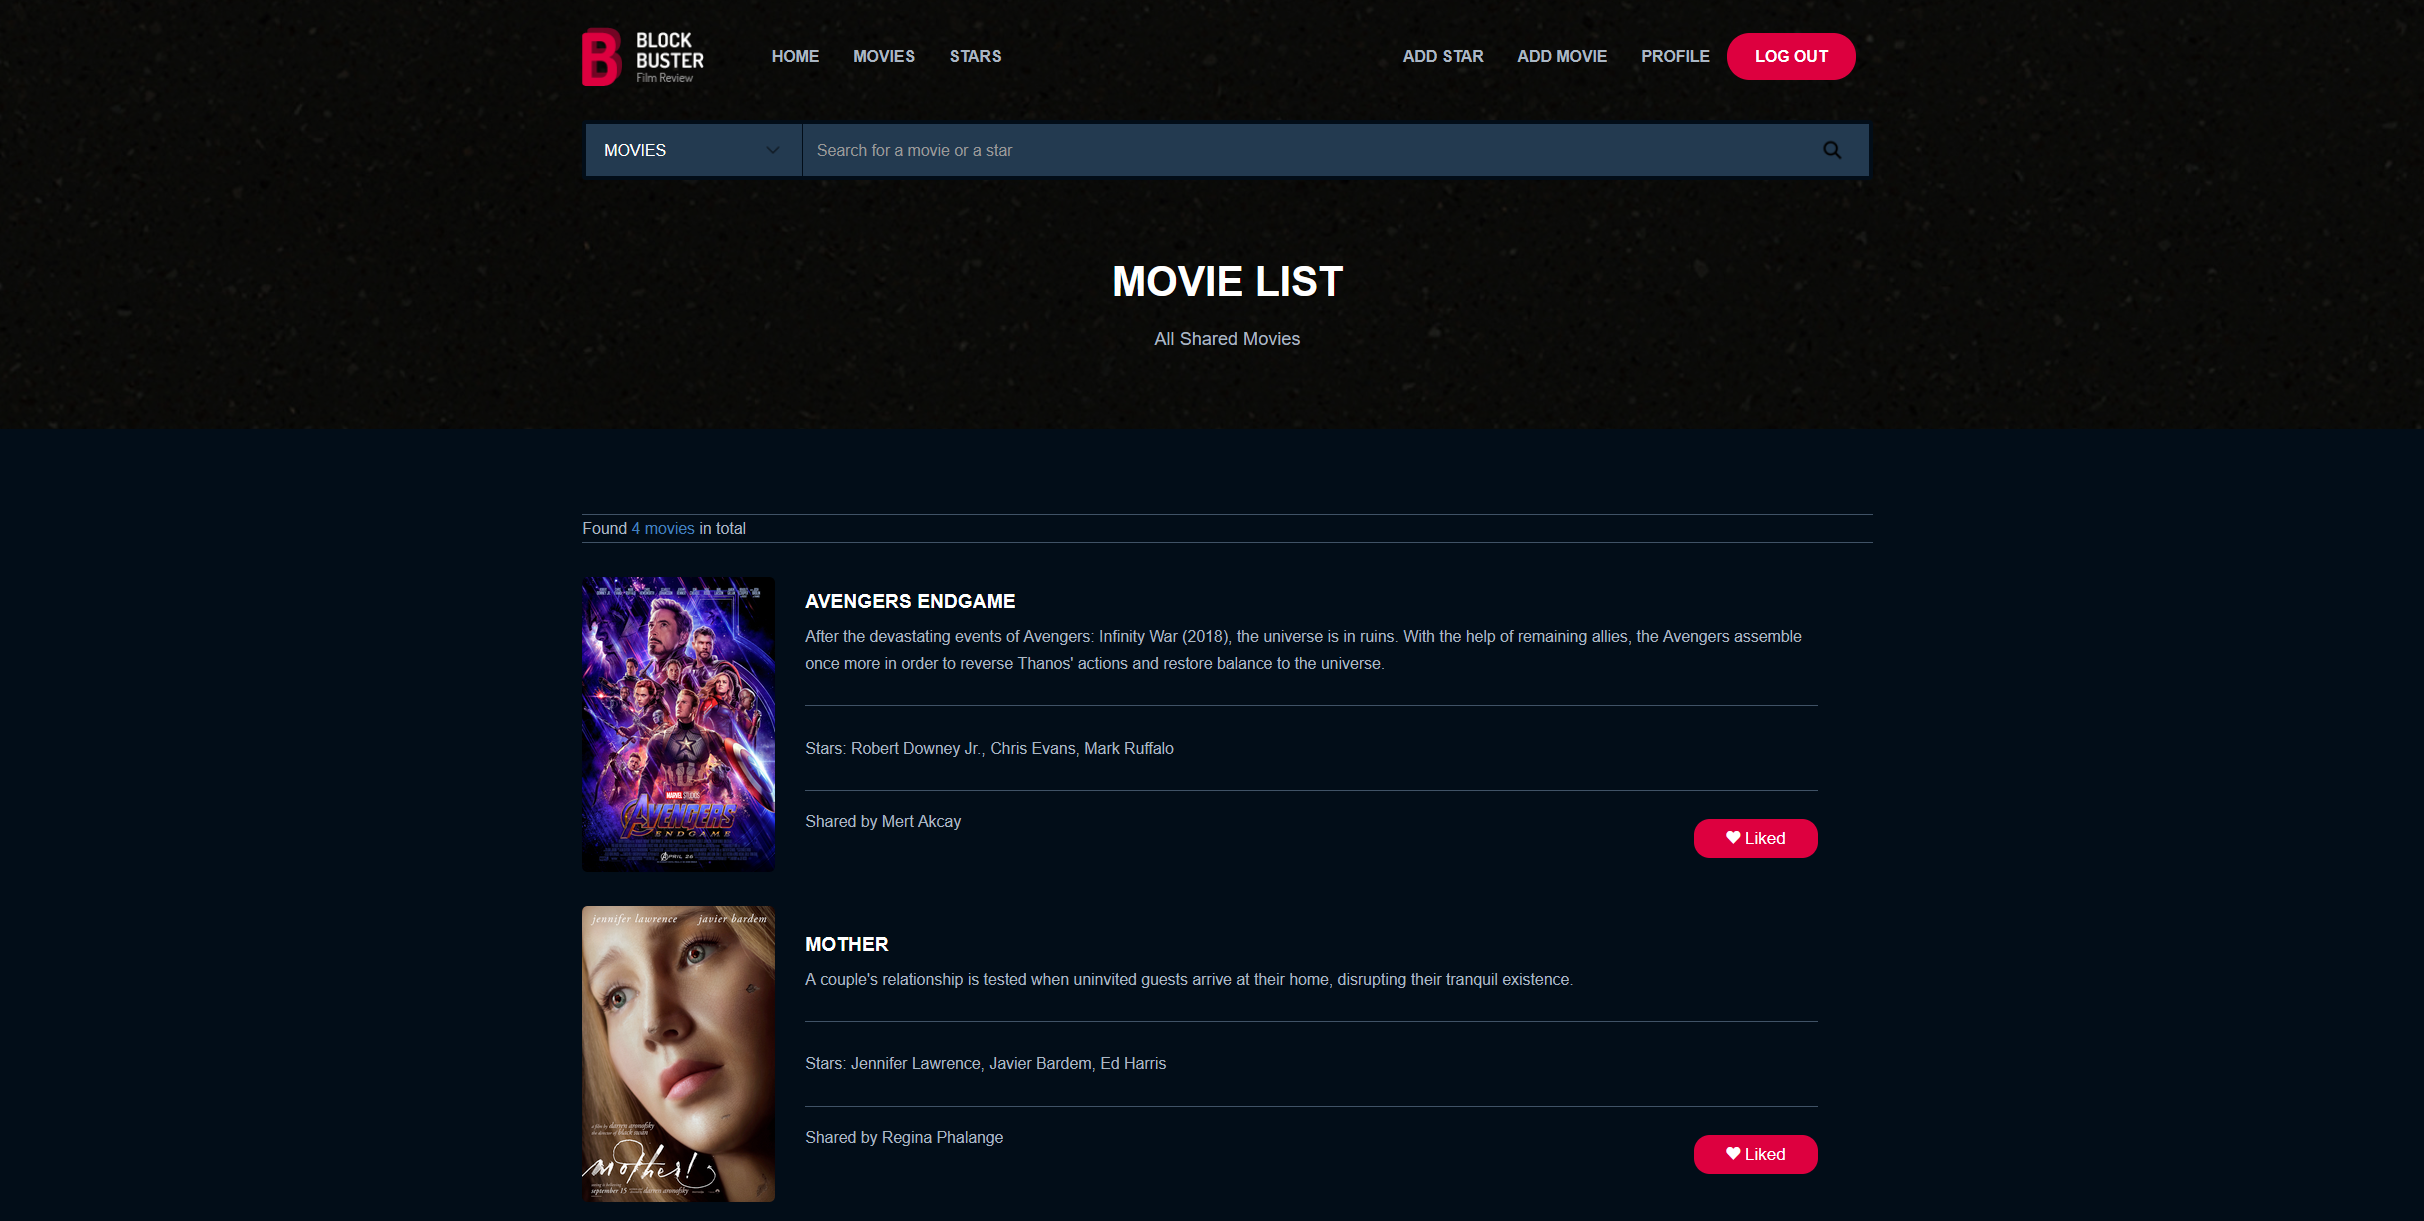 BLOCK
BUSTER
Film Review
HOME MOVIES STARS
ADD STAR ADD MOVIE PROFILE LOG OUT
MOVIES
Search for a movie or a star
MOVIE LIST
All Shared Movies
Found 4 movies in total
AVENGERS ENDGAME
After the devastating events of Avengers: Infinity War (2018), the universe is in ruins. With the help of remaining allies, the Avengers assemble
once more in order to reverse Thanos' actions and restore balance to the universe.
Stars: Robert Downey Jr., Chris Evans, Mark Ruffalo
Shared by Mert Akcay
Liked
MARVEL STUDIOS
AVENGERS
ENDGAME
APRIL 26
jennifer lawrence javier bardem
a film by darren aronofsky
the director of black swan
mother!
september 15
MOTHER
A couple's relationship is tested when uninvited guests arrive at their home, disrupting their tranquil existence.
Stars: Jennifer Lawrence, Javier Bardem, Ed Harris
Shared by Regina Phalange
Liked